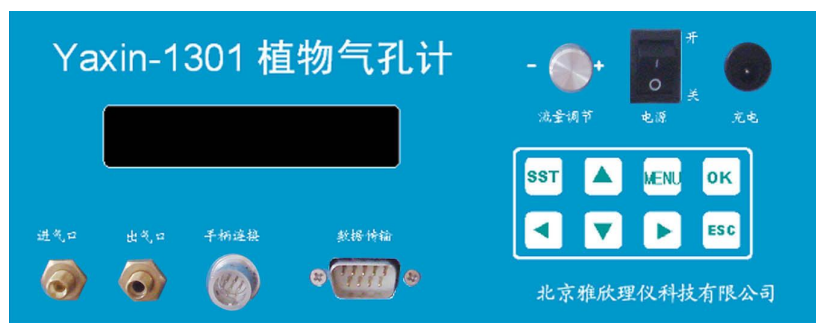 Yaxin-1301 植物气孔计
- +
开
关
流量调节 电源 充电
SST MENU OK
ESC
进气口 出气口 手柄连接 数据传输
北京雅欣理仪科技有限公司